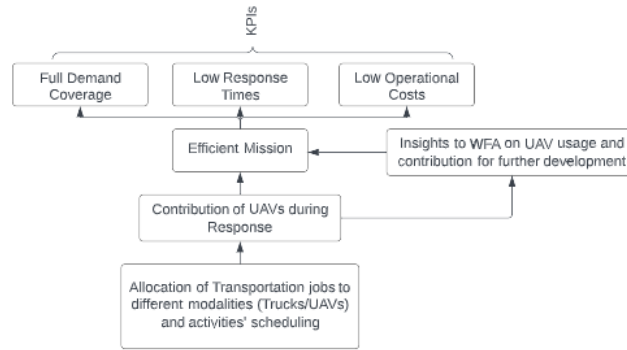 KPIs
Full Demand
Coverage
Low Response
Times
Low Operational
Costs
Efficient Mission
Insights to WFA on UAV usage and
contribution for further development
Contribution of UAVs during
Response
Allocation of Transportation jobs to
different modalities (Trucks/UAVs)
and activities' scheduling